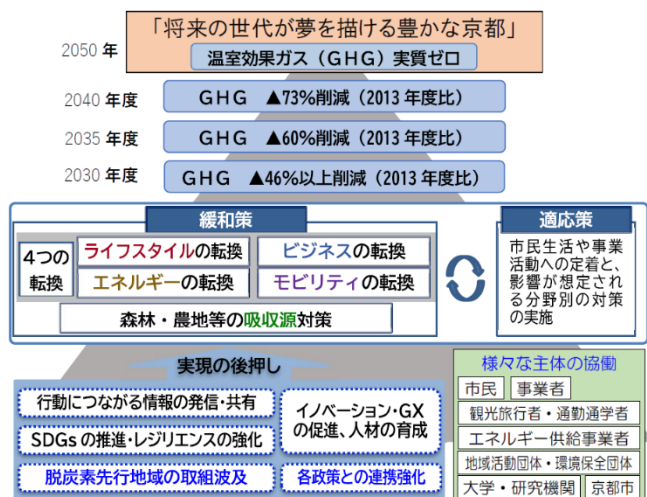 「将来の世代が夢を描ける豊かな京都」
2050 年
温室効果ガス（GHG）実質ゼロ
2040 年度
GHG ▲73%削減（2013 年度比）
2035 年度
GHG ▲60%削減（2013 年度比）
2030 年度
GHG ▲46%以上削減（2013 年度比）
緩和策
4つの
転換
ライフスタイルの転換
ビジネスの転換
エネルギーの転換
モビリティの転換
森林・農地等の吸収源対策
適応策
市民生活や事業
活動への定着と、
影響が想定され
る分野別の対策
の実施
実現の後押し
行動につながる情報の発信・共有
SDGs の推進・レジリエンスの強化
脱炭素先行地域の取組波及
イノベーション・GX
の促進、人材の育成
各政策との連携強化
様々な主体の協働
市民
事業者
観光旅行者・通勤通学者
エネルギー供給事業者
地域活動団体・環境保全団体
大学・研究機関
京都市